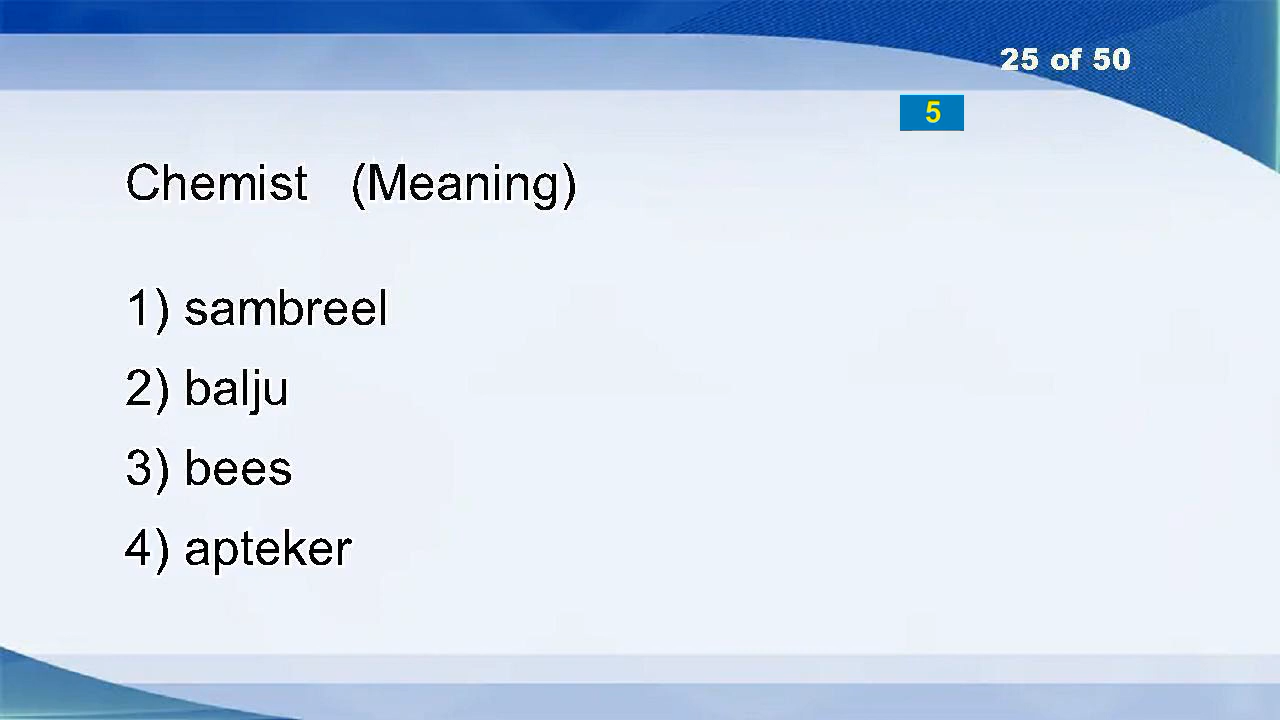 25 of 50
5
Chemist (Meaning)
1) sambreel
2) balju
3) bees
4) apteker